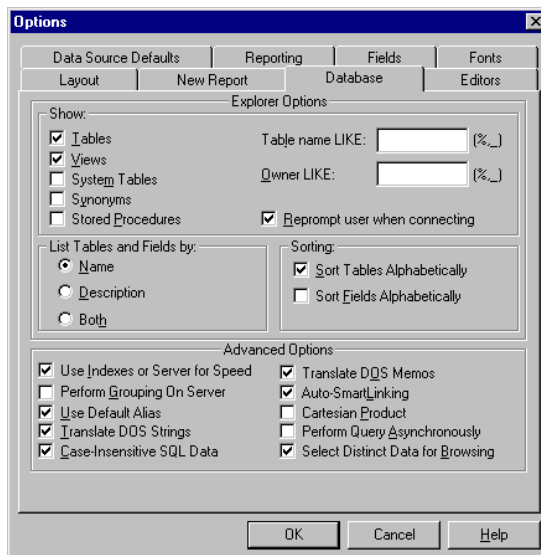 Options
Data Source Defaults Reporting Fields Fonts
Layout New Report Database Editors
Explorer Options
Show:
Tables Table name LIKE: (%,_)
Views
System Tables Owner LIKE: (%,_)
Synonyms
Stored Procedures Reprompt user when connecting
List Tables and Fields by: Sorting:
Name Sort Tables Alphabetically
Description Sort Fields Alphabetically
Both
Advanced Options
Use Indexes or Server for Speed Translate DOS Memos
Perform Grouping On Server Auto-SmartLinking
Use Default Alias Cartesian Product
Translate DOS Strings Perform Query Asynchronously
Case-Insensitive SQL Data Select Distinct Data for Browsing
OK Cancel Help